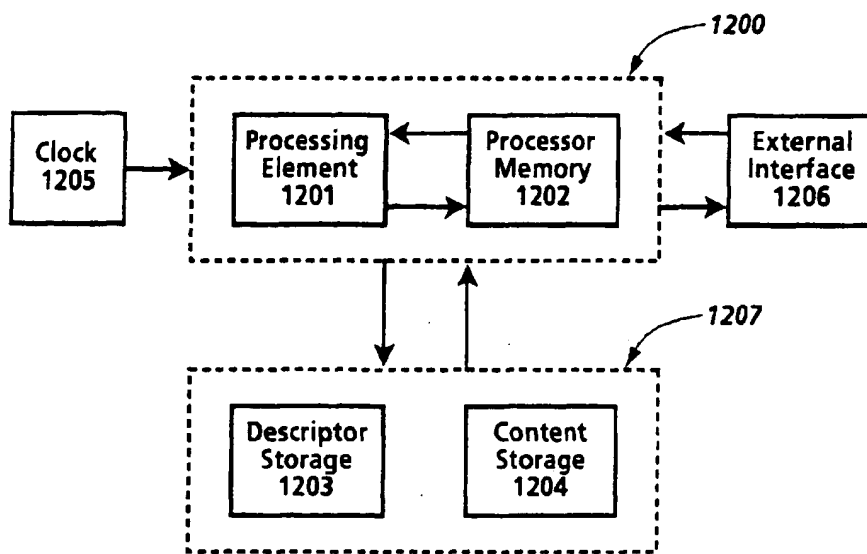 1200
Clock
1205
Processing
Element
1201
Processor
Memory
1202
External
Interface
1206
1207
Descriptor
Storage
1203
Content
Storage
1204